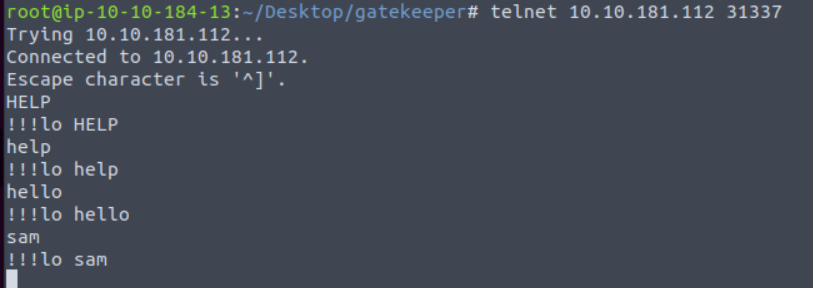 root@ip-10-10-184-13:~/Desktop/gatekeeper# telnet 10.10.181.112 31337
Trying 10.10.181.112...
Connected to 10.10.181.112.
Escape character is '^]'.
HELP
!!!lo HELP
help
!!!lo help
hello
!!!lo hello
sam
!!!lo sam